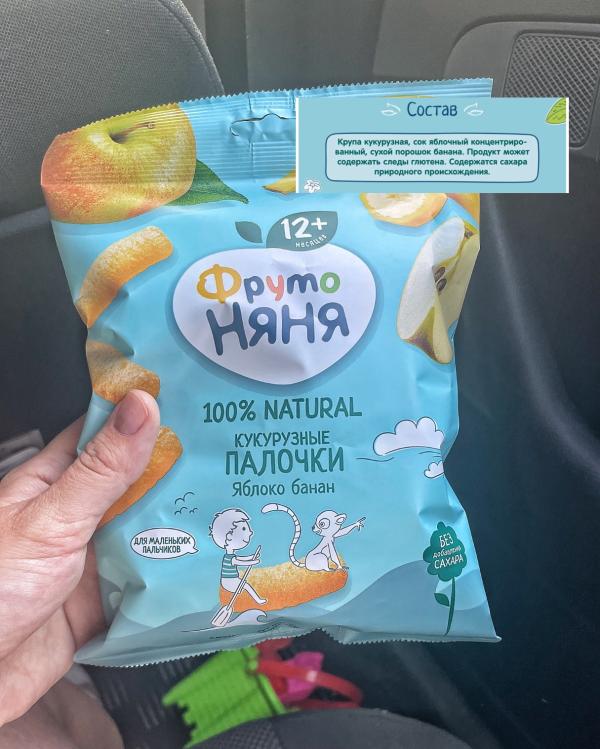 Состав
Крупа кукурузная, сок яблочный концентриро-
ванный, сухой порошок банана. Продукт может
содержать следы глютена. Содержатся сахара
природного происхождения.
12+
месяцев
Фруто
НЯНЯ
100% NATURAL
КУКУРУЗНЫЕ
ПАЛОЧКИ
Яблоко банан
ДЛЯ МАЛЕНЬКИХ
ПАЛЬЧИКОВ
БЕЗ
добавления
САХАРА